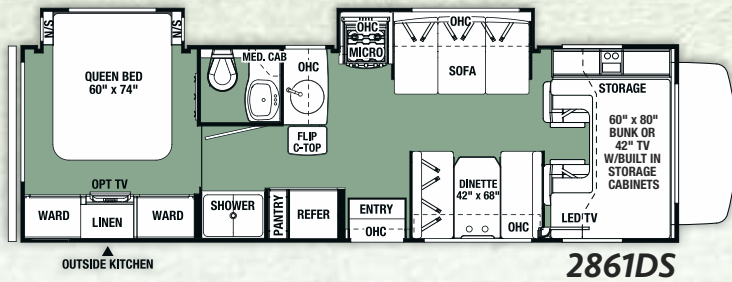 N/S
N/S
QUEEN BED
60" x 74"
OPT TV
WARD
LINEN
WARD
OUTSIDE KITCHEN
MED. CAB
OHC
FLIP
C-TOP
SHOWER
PANTRY
REFER
OHC
MICRO
OHC
SOFA
ENTRY
OHC
DINETTE
42" x 68"
OHC
STORAGE
60" x 80"
BUNK OR
42" TV
W/BUILT IN
STORAGE
CABINETS
LED TV
2861DS